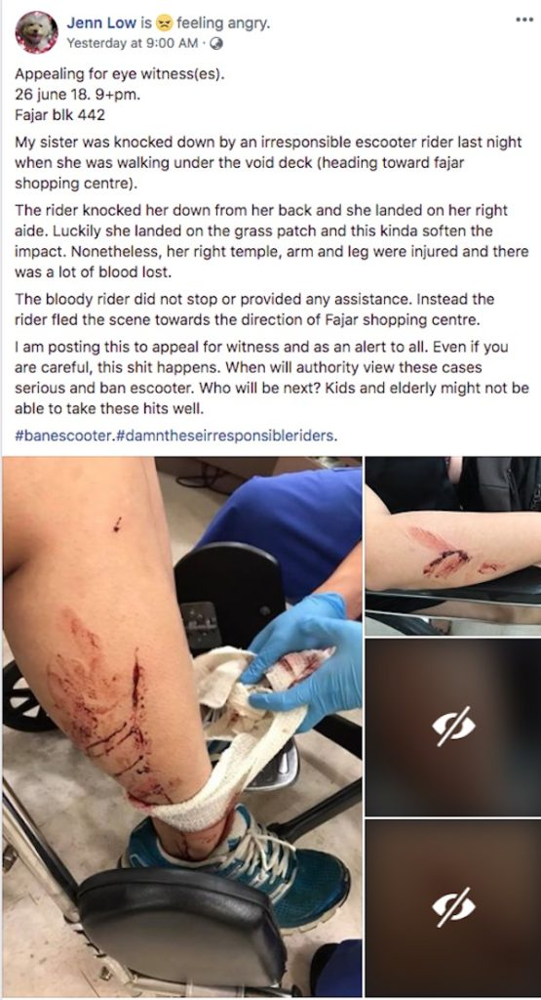 Jenn Low is feeling angry.
Yesterday at 9:00 AM ·
Appealing for eye witness(es).
26 june 18. 9+pm.
Fajar blk 442
My sister was knocked down by an irresponsible escooter rider last night
when she was walking under the void deck (heading toward fajar
shopping centre).
The rider knocked her down from her back and she landed on her right
aide. Luckily she landed on the grass patch and this kinda soften the
impact. Nonetheless, her right temple, arm and leg were injured and there
was a lot of blood lost.
The bloody rider did not stop or provided any assistance. Instead the
rider fled the scene towards the direction of Fajar shopping centre.
I am posting this to appeal for witness and as an alert to all. Even if you
are careful, this shit happens. When will authority view these cases
serious and ban escooter. Who will be next? Kids and elderly might not be
able to take these hits well.
#banescooter.#damntheseirresponsibleriders.